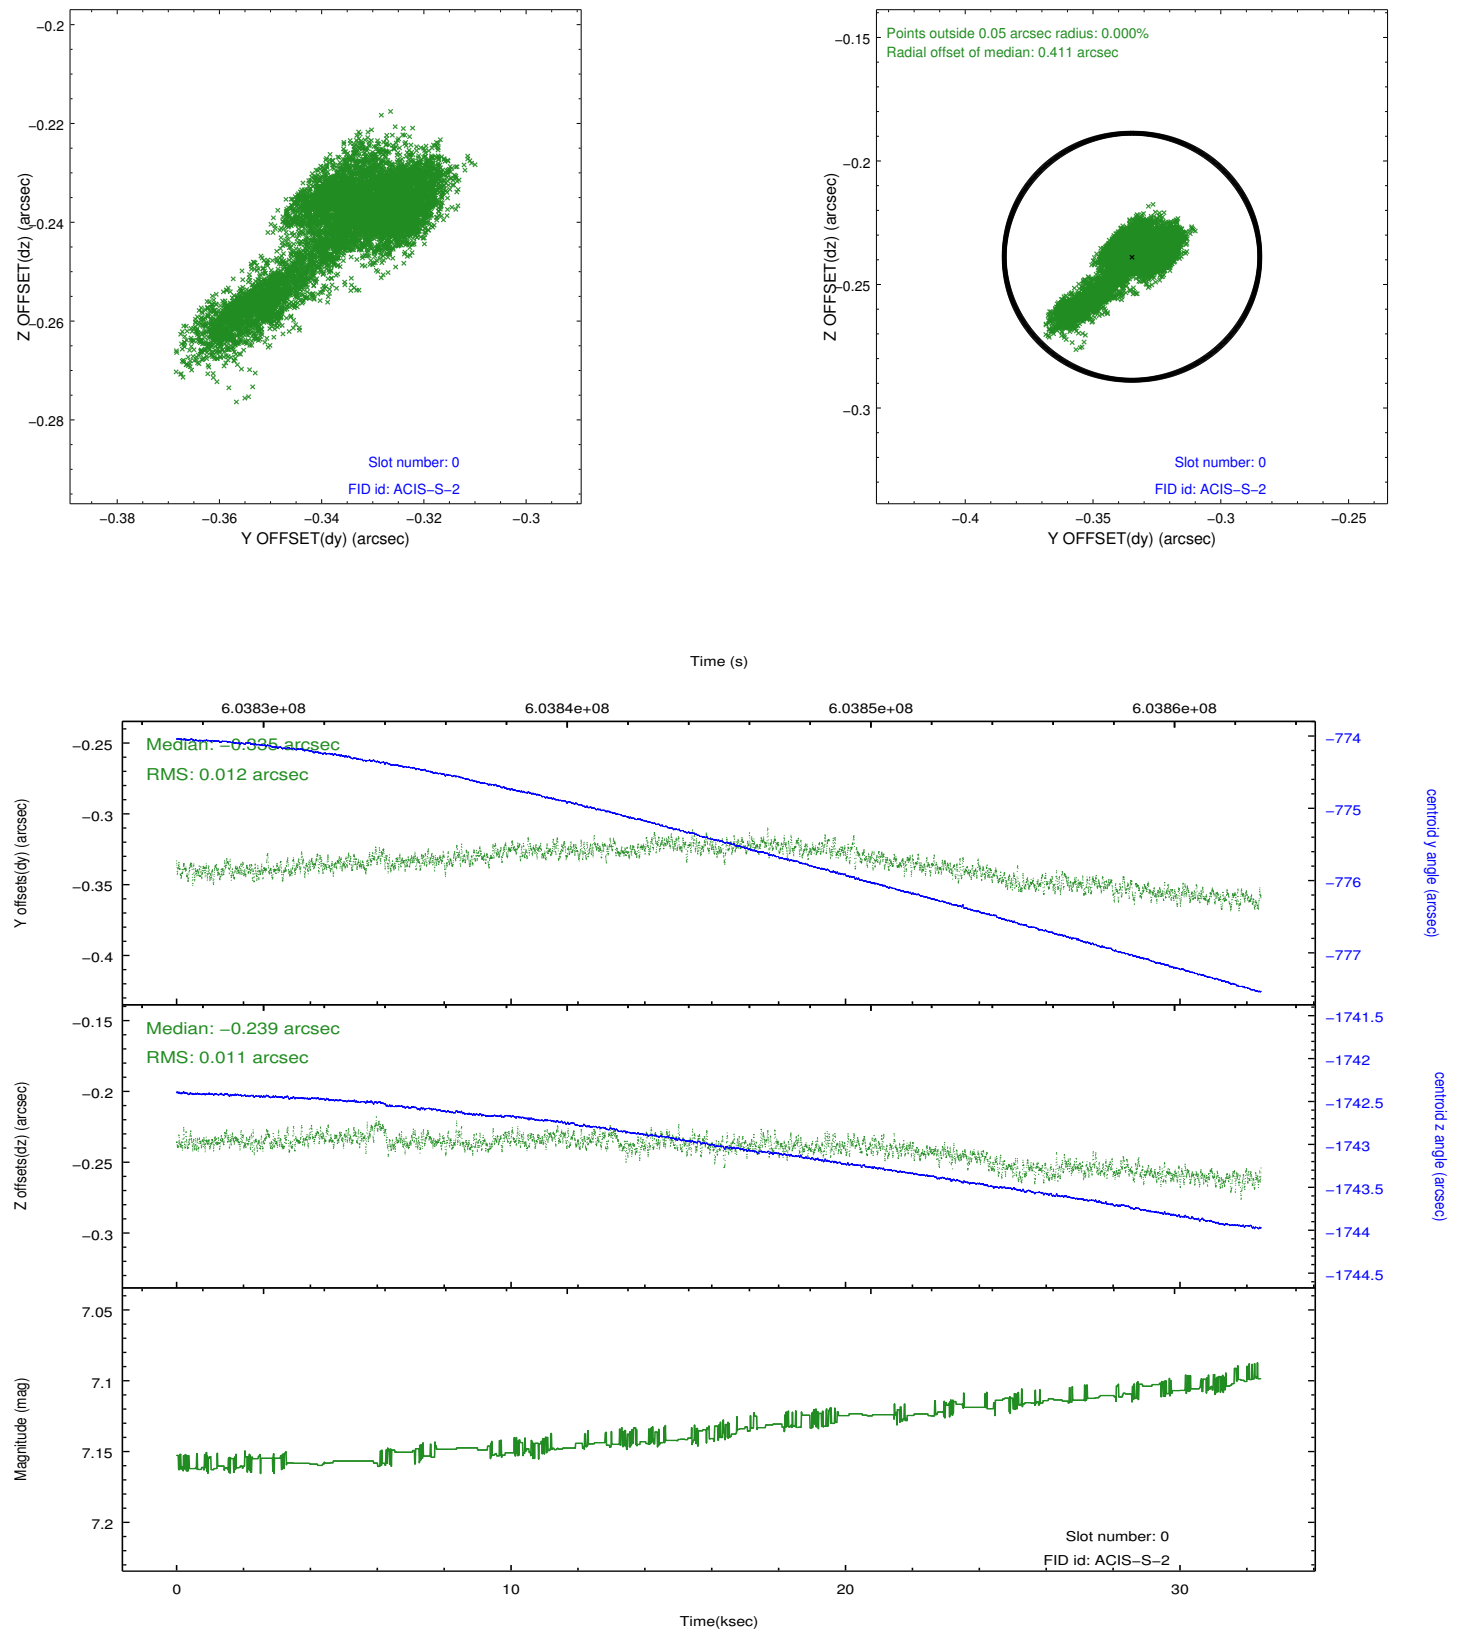 −0.2
−0.22
−0.24
−0.26
−0.28
Z OFFSET(dz) (arcsec)
Slot number: 0
FID id: ACIS−S−2
−0.38 −0.36 −0.34 −0.32 −0.3
Y OFFSET(dy) (arcsec)
Points outside 0.05 arcsec radius: 0.000%
Radial offset of median: 0.411 arcsec
−0.15
−0.2
−0.25
−0.3
Z OFFSET(dz) (arcsec)
Slot number: 0
FID id: ACIS−S−2
−0.4 −0.35 −0.3 −0.25
Y OFFSET(dy) (arcsec)
Time (s)
6.0383e+08 6.0384e+08 6.0385e+08 6.0386e+08
Median: −0.335 arcsec
RMS: 0.012 arcsec
−0.25
−0.3
−0.35
−0.4
Y offsets(dy) (arcsec)
−774
−775
−776
−777
centroid y angle (arcsec)
Median: −0.239 arcsec
RMS: 0.011 arcsec
−0.15
−0.2
−0.25
−0.3
Z offsets(dz) (arcsec)
−1741.5
−1742
−1742.5
−1743
−1743.5
−1744
−1744.5
centroid z angle (arcsec)
7.05
7.1
7.15
7.2
Magnitude (mag)
Slot number: 0
FID id: ACIS−S−2
0 10 20 30
Time(ksec)